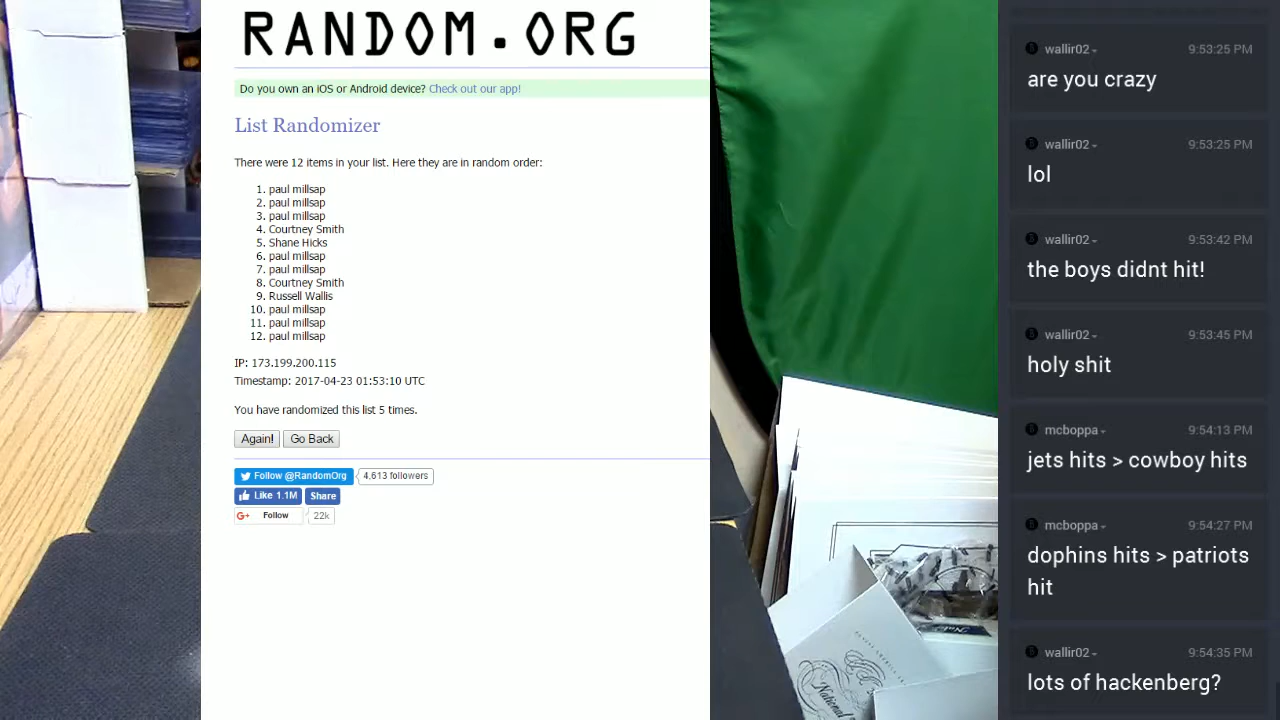 RANDOM.ORG
Do you own an iOS or Android device? Check out our app!
List Randomizer
There were 12 items in your list. Here they are in random order:
1. paul millsap
2. paul millsap
3. paul millsap
4. Courtney Smith
5. Shane Hicks
6. paul millsap
7. paul millsap
8. Courtney Smith
9. Russell Wallis
10. paul millsap
11. paul millsap
12. paul millsap
IP: 173.199.200.115
Timestamp: 2017-04-23 01:53:10 UTC
You have randomized this list 5 times.
Again! Go Back
Follow @RandomOrg 4,613 followers
Like 1.1M Share
G+ Follow 22k
National
wallir02 9:53:25 PM
are you crazy
wallir02 9:53:25 PM
lol
wallir02 9:53:42 PM
the boys didnt hit!
wallir02 9:53:45 PM
holy shit
mcboppa 9:54:13 PM
jets hits > cowboy hits
mcboppa 9:54:27 PM
dophins hits > patriots
hit
wallir02 9:54:35 PM
lots of hackenberg?